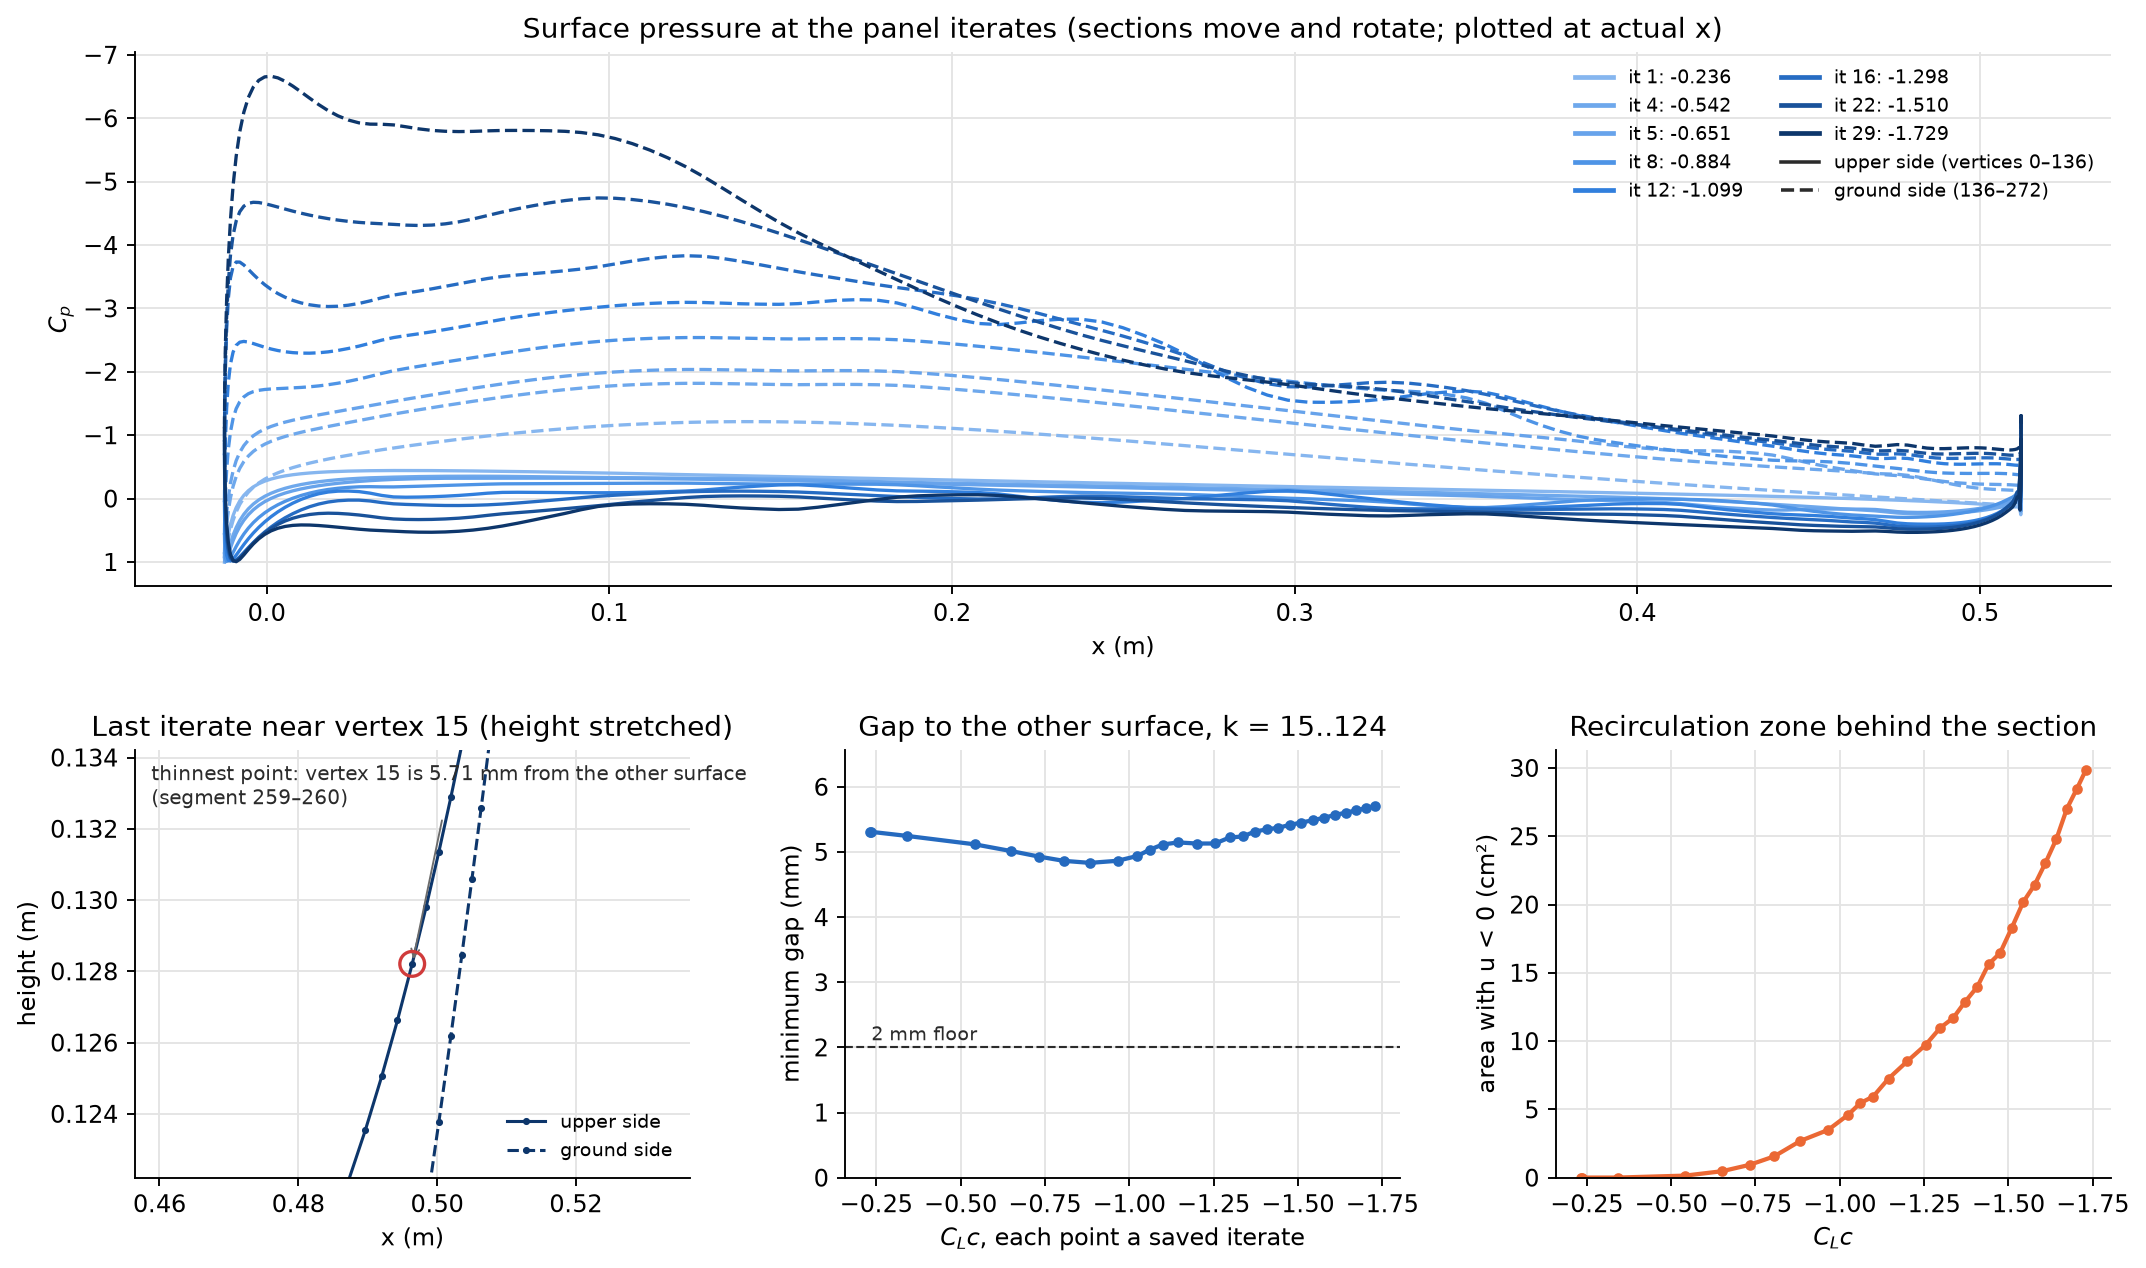 Surface pressure at the panel iterates (sections move and rotate; plotted at actual x)
−7
−6
−5
−4
−3
−2
−1
0
1
Cp
it 1: -0.236
it 4: -0.542
it 5: -0.651
it 8: -0.884
it 12: -1.099
it 16: -1.298
it 22: -1.510
it 29: -1.729
upper side (vertices 0–136)
ground side (136–272)
0.0 0.1 0.2 0.3 0.4 0.5
x (m)
Last iterate near vertex 15 (height stretched)
thinnest point: vertex 15 is 5.71 mm from the other surface
(segment 259–260)
0.134
0.132
0.130
0.128
0.126
0.124
height (m)
upper side
ground side
0.46 0.48 0.50 0.52
x (m)
Gap to the other surface, k = 15..124
6
5
4
3
2
1
0
minimum gap (mm)
2 mm floor
−0.25 −0.50 −0.75 −1.00 −1.25 −1.50 −1.75
CLc, each point a saved iterate
Recirculation zone behind the section
30
25
20
15
10
5
0
area with u < 0 (cm²)
−0.25 −0.50 −0.75 −1.00 −1.25 −1.50 −1.75
CLc